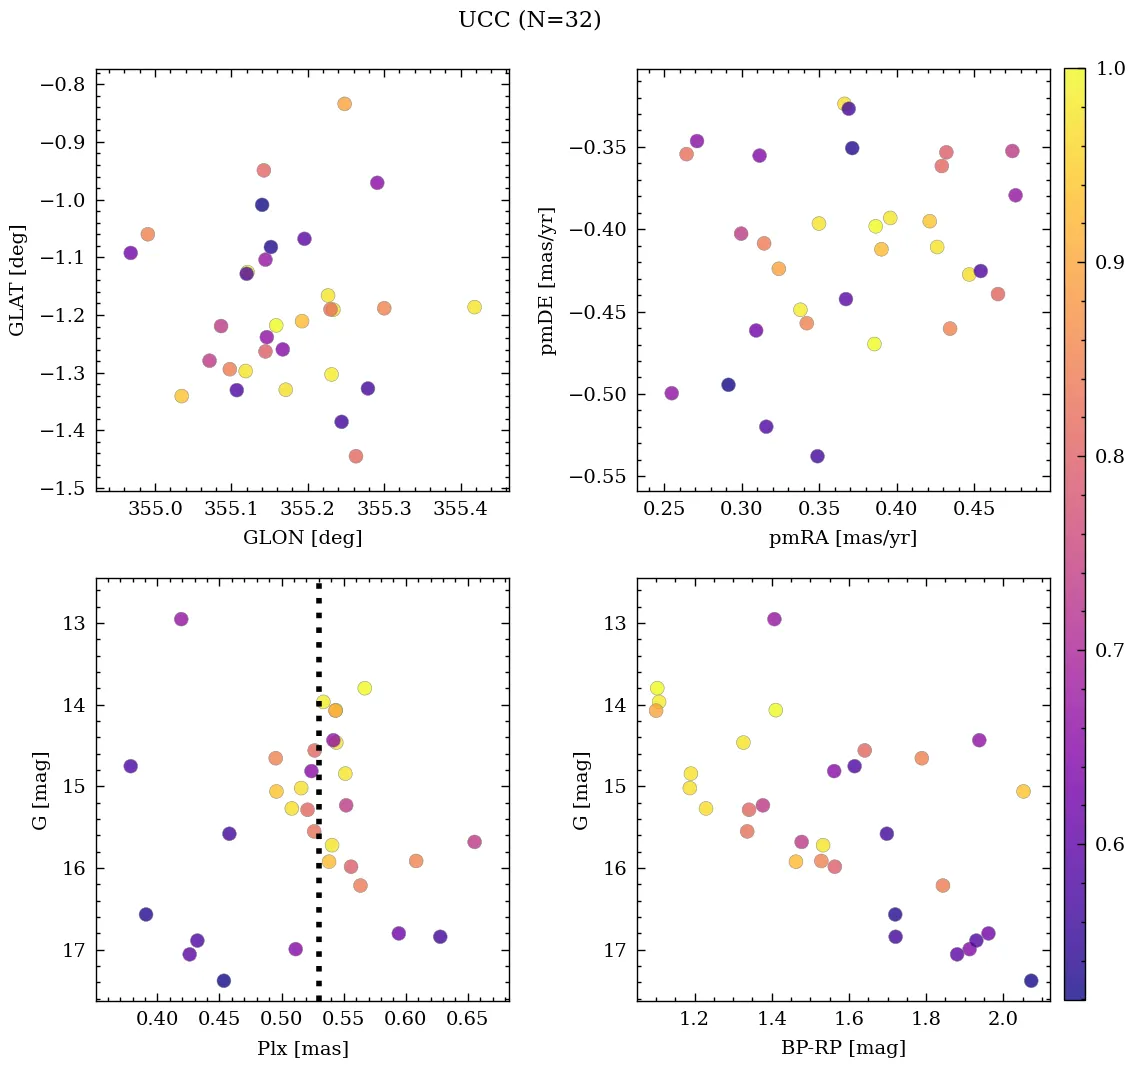 UCC (N=32)
−0.8
−0.9
−1.0
−1.1
−1.2
−1.3
−1.4
−1.5
GLAT [deg]
355.0 355.1 355.2 355.3 355.4
GLON [deg]
−0.35
−0.40
−0.45
−0.50
−0.55
pmDE [mas/yr]
0.25 0.30 0.35 0.40 0.45
pmRA [mas/yr]
13
14
15
16
17
G [mag]
0.40 0.45 0.50 0.55 0.60 0.65
Plx [mas]
13
14
15
16
17
G [mag]
1.2 1.4 1.6 1.8 2.0
BP-RP [mag]
1.0
0.9
0.8
0.7
0.6